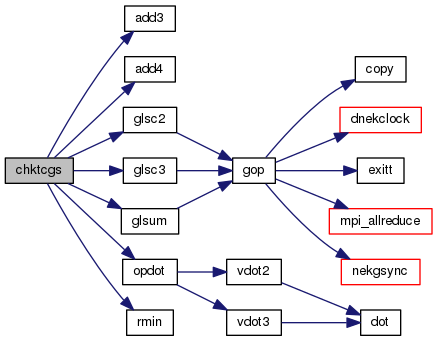 add3
copy
add4
dnekclock
glsc2
chktcgs
glsc3
gop
exitt
glsum
mpi_allreduce
opdot
vdot2
nekgsync
rmin
vdot3
dot